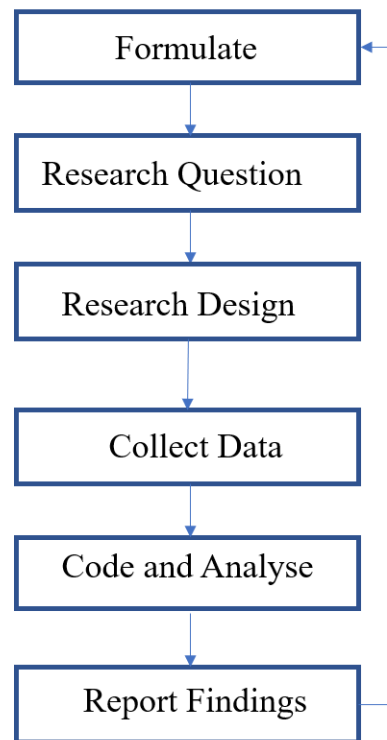 Formulate
Research Question
Research Design
Collect Data
Code and Analyse
Report Findings